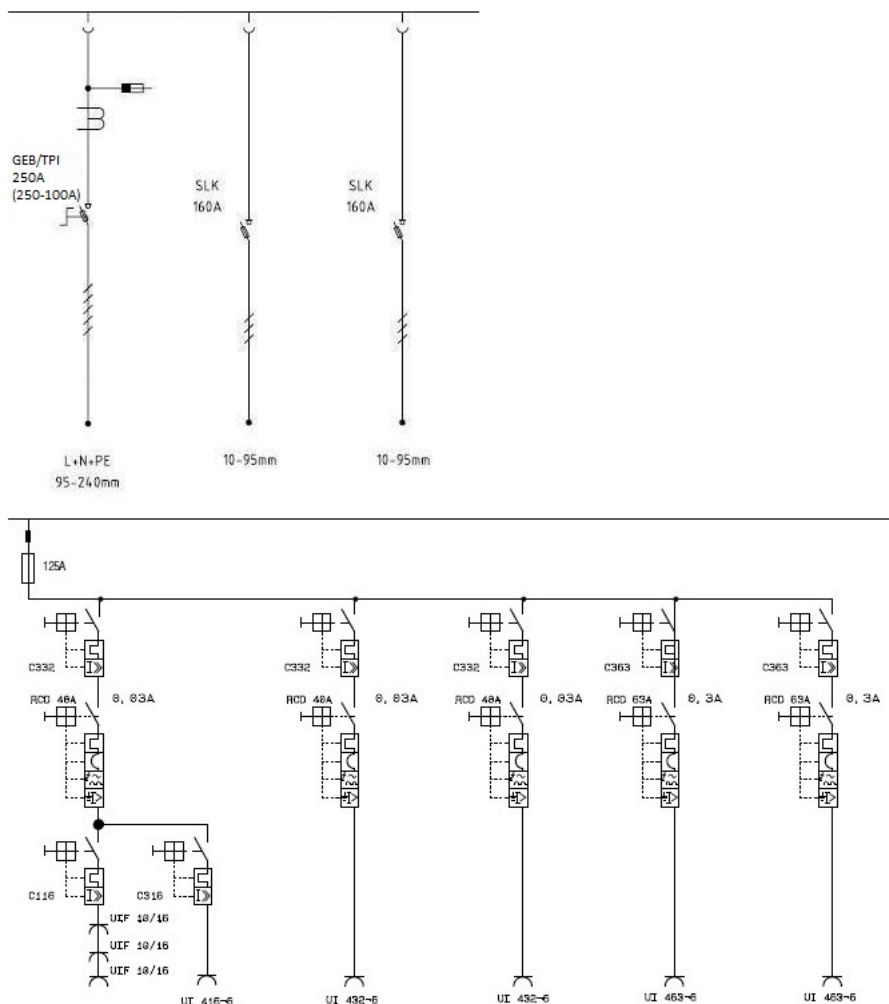 GEB/TPI
250A
(250-100A)
SLK
160A
SLK
160A
L+N+PE
95-240mm
10-95mm
10-95mm
125A
C332
C332
C332
C363
C363
RCD 40A
0,03A
RCD 40A
0,03A
RCD 40A
0,03A
RCD 63A
0,3A
RCD 63A
0,3A
C116
C316
UIF 10/16
UIF 10/16
UIF 10/16
UI 416-6
UI 432-6
UI 432-6
UI 463-6
UI 463-6